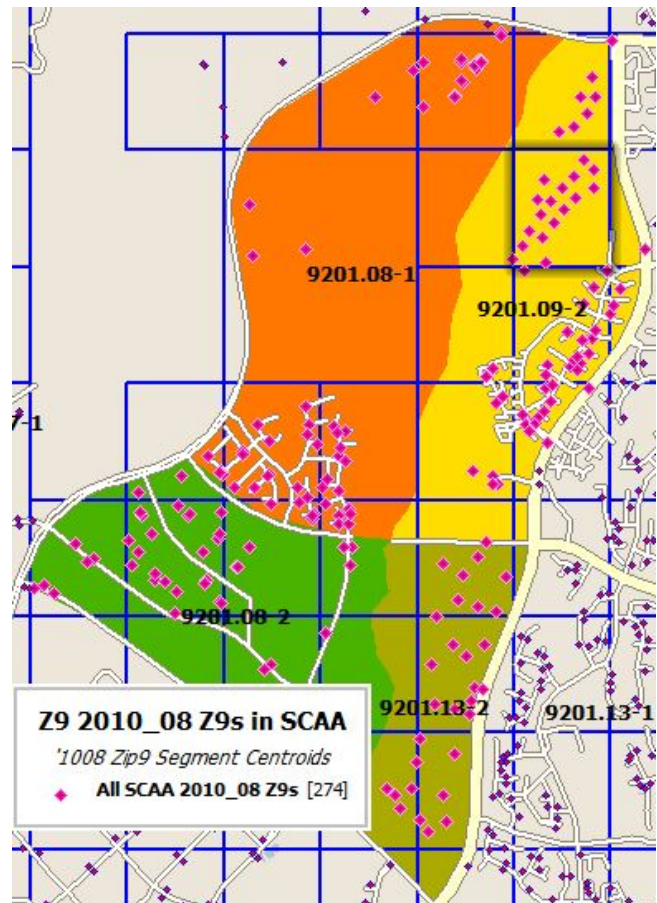 9201.08-1
9201.09-2
7-1
9201.08-2
9201.13-2
9201.13-1
Z9 2010_08 Z9s in SCAA
'1008 Zip9 Segment Centroids
All SCAA 2010_08 Z9s [274]